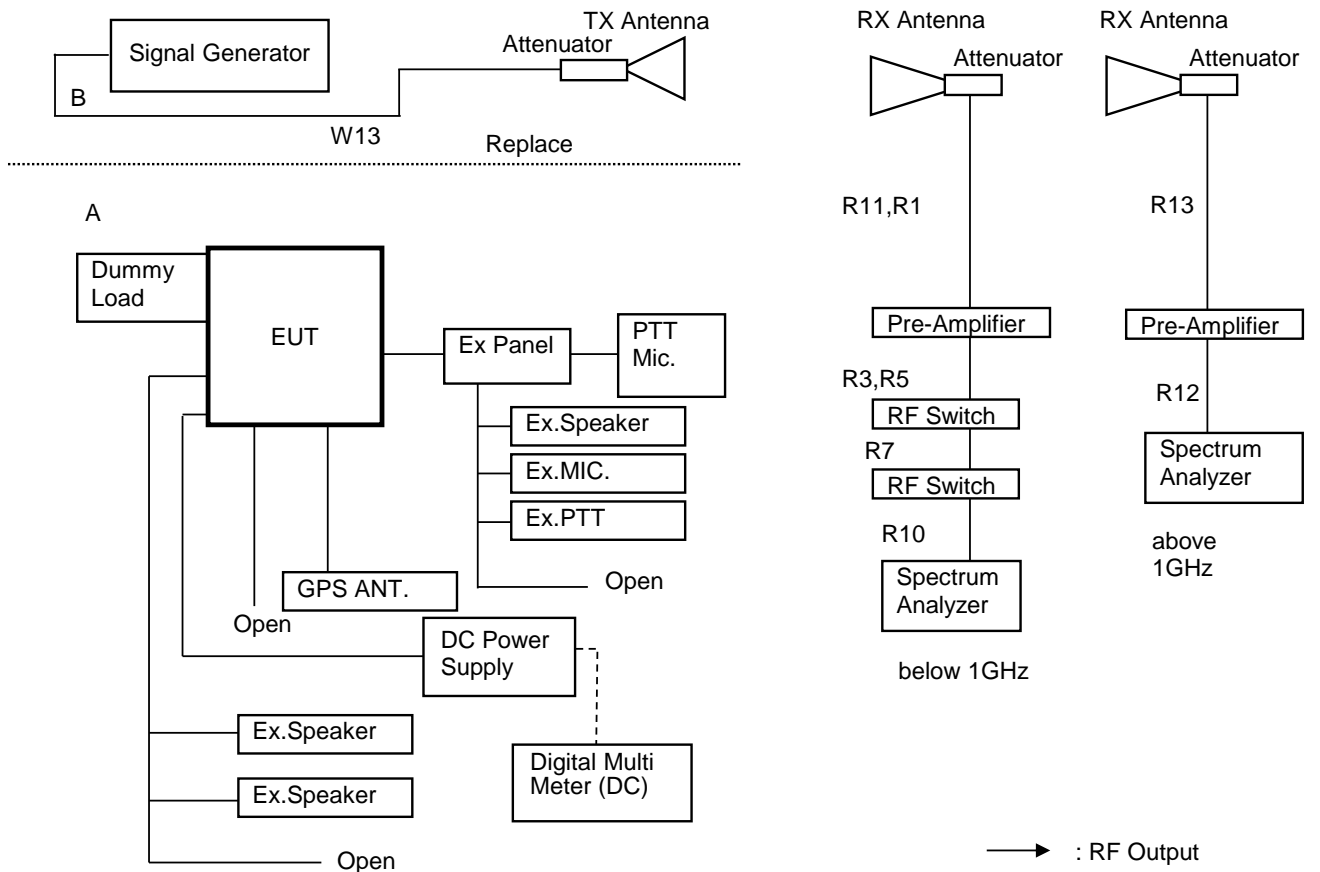 TX Antenna
Attenuator
Signal Generator
B
W13
Replace
A
Dummy
Load
EUT
Ex Panel
PTT
Mic.
Ex.Speaker
Ex.MIC.
Ex.PTT
Open
GPS ANT.
Open
DC Power
Supply
Ex.Speaker
Ex.Speaker
Open
Digital Multi
Meter (DC)
RX Antenna
Attenuator
R11,R1
Pre-Amplifier
R3,R5
RF Switch
R7
RF Switch
R10
Spectrum
Analyzer
below 1GHz
RX Antenna
Attenuator
R13
Pre-Amplifier
R12
Spectrum
Analyzer
above
1GHz
: RF Output